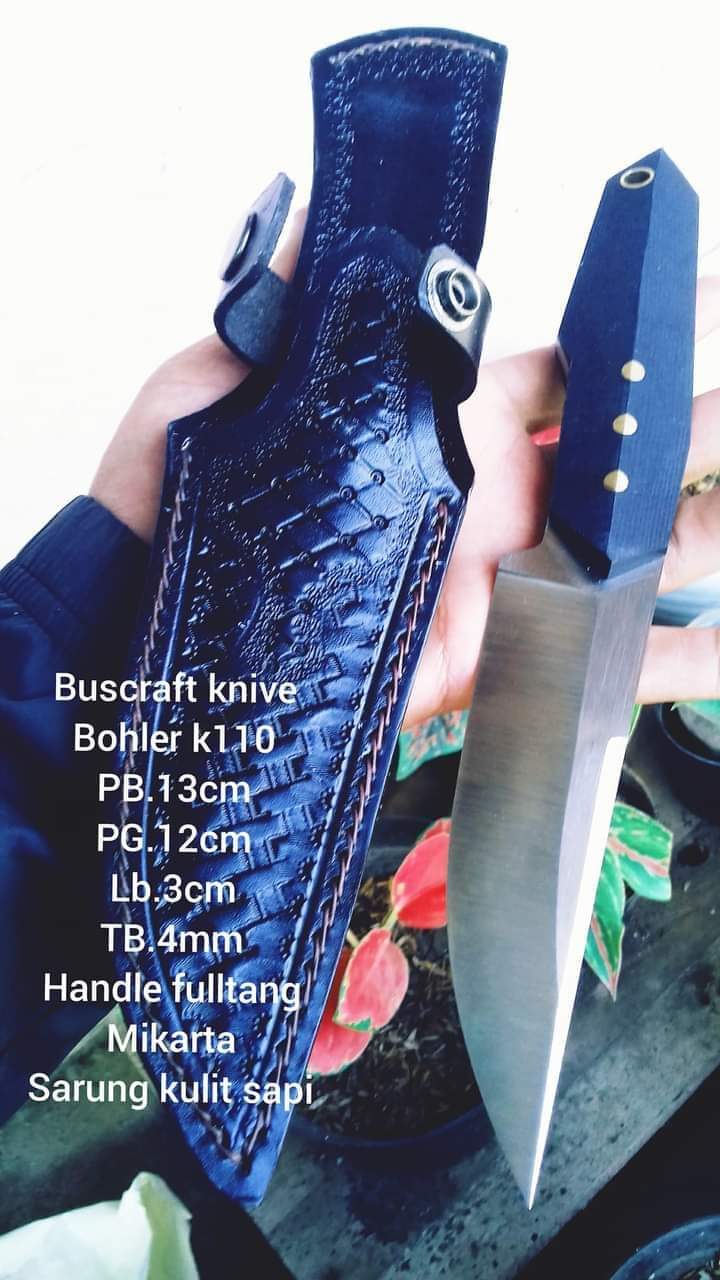 Buscraft knive
Bohler k110
PB.13cm
PG.12cm
Lb.3cm
TB.4mm
Handle fulltang
Mikarta
Sarung kulit sapi